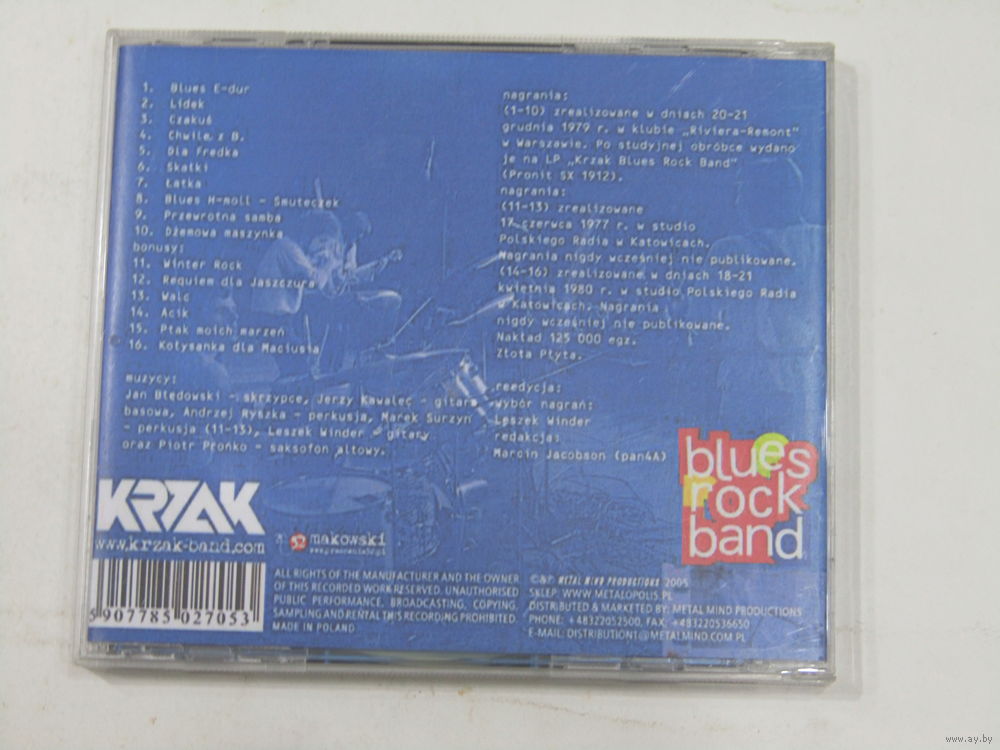 1. Blues E-dur
2. Lidek
3. Czakuś
4. Chwila z B.
5. Dla Fredka
6. Skałki
7. Łatka
8. Blues H-moll - Smuteczek
9. Przewrotna samba
10. Dżemowa maszynka
bonusy:
11. Winter Rock
12. Requiem dla Jaszczura
13. Walc
14. Acik
15. Ptak moich marzeń
16. Kołysanka dla Maciusia
muzycy:
Jan Błędowski - skrzypce, Jerzy Kawalec - gitara
basowa, Andrzej Ryszka - perkusja, Marek Surzyn
- perkusja (11-13), Leszek Winder - gitary
oraz Piotr Prońko - saksofon altowy.
nagrania:
(1-10) zrealizowane w dniach 20-21
grudnia 1979 r. w klubie „Riviera-Remont"
w Warszawie. Po studyjnej obróbce wydano
je na LP „Krzak Blues Rock Band"
(Pronit SX 1912).
nagrania:
(11-13) zrealizowane
17 czerwca 1977 r. w studio
Polskiego Radia w Katowicach.
Nagrania nigdy wcześniej nie publikowane.
(14-16) zrealizowane w dniach 18-21
kwietnia 1980 r. w studio Polskiego Radia
w Katowicach. Nagrania
nigdy wcześniej nie publikowane.
Nakład 125 000 egz.
Złota Płyta.
reedycja:
wybór nagrań:
Leszek Winder
redakcja:
Marcin Jacobson (pan4A)
blues
rock
band
KRZAK
www.krzak-band.com
makowski
5 907785 027053
ALL RIGHTS OF THE MANUFACTURER AND THE OWNER
OF THIS RECORDED WORK RESERVED. UNAUTHORISED
PUBLIC PERFORMANCE, BROADCASTING, COPYING,
SAMPLING AND RENTAL THIS RECORDING PROHIBITED.
MADE IN POLAND
©&℗ METAL MIND PRODUCTIONS 2005
SKLEP: WWW.METALOPOLIS.PL
DISTRIBUTED & MARKETED BY: METAL MIND PRODUCTIONS
PHONE: +48322052500, FAX: +483220536650
E-MAIL: DISTRIBUTION1@METALMIND.COM.PL
www.ay.by